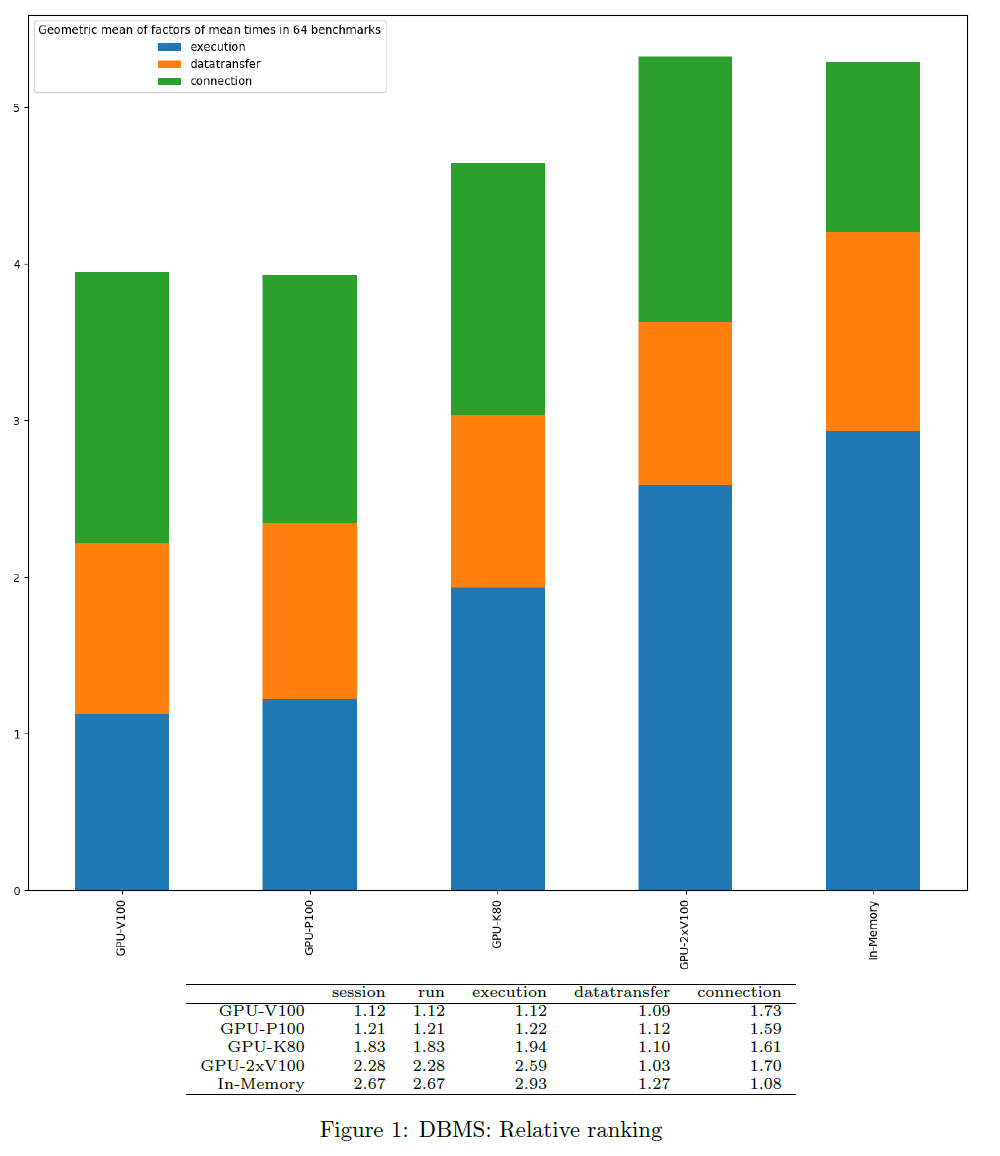 Geometric mean of factors of mean times in 64 benchmarks
execution
datatransfer
connection
5
4
3
2
1
0
GPU-V100
GPU-P100
GPU-K80
GPU-2xV100
In-Memory
session run execution datatransfer connection
GPU-V100 1.12 1.12 1.12 1.09 1.73
GPU-P100 1.21 1.21 1.22 1.12 1.59
GPU-K80 1.83 1.83 1.94 1.10 1.61
GPU-2xV100 2.28 2.28 2.59 1.03 1.70
In-Memory 2.67 2.67 2.93 1.27 1.08
Figure 1: DBMS: Relative ranking